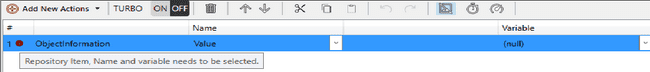 Add New Actions TURBO ON OFF
# Name Variable
1 ObjectInformation Value (null)
Repository Item, Name and variable needs to be selected.